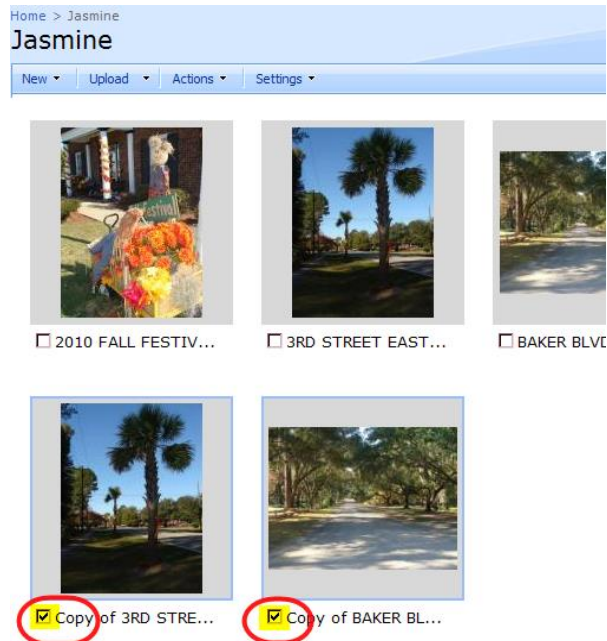 Home > Jasmine
Jasmine
New Upload Actions Settings
Festival
2010 FALL FESTIV... 3RD STREET EAST... BAKER BLVD
Copy of 3RD STRE... Copy of BAKER BL...